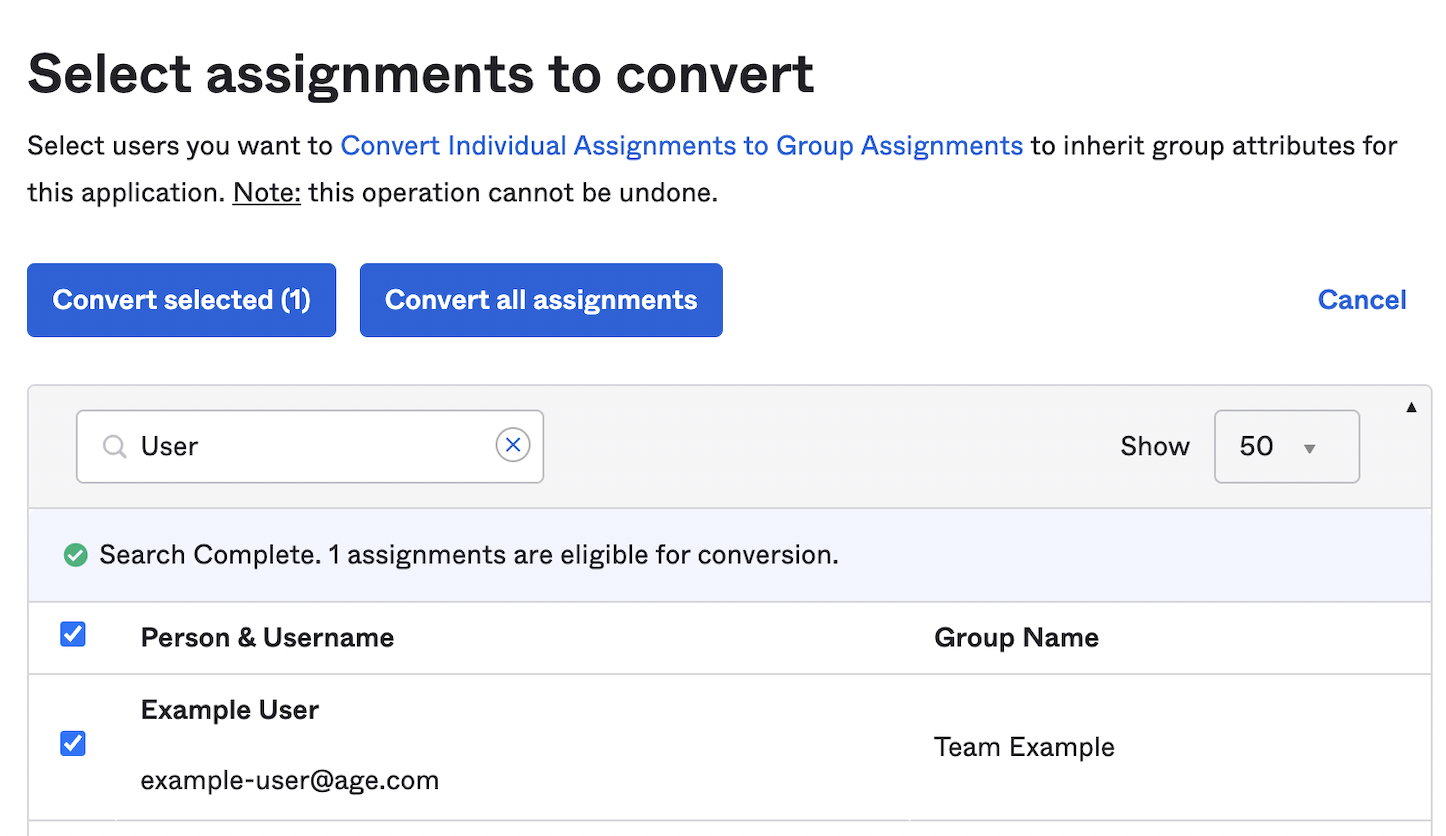 Select assignments to convert
Select users you want to Convert Individual Assignments to Group Assignments to inherit group attributes for
this application. Note: this operation cannot be undone.
Convert selected (1)
Convert all assignments
Cancel
User
Show
50
Search Complete. 1 assignments are eligible for conversion.
Person & Username
Group Name
Example User
Team Example
example-user@age.com